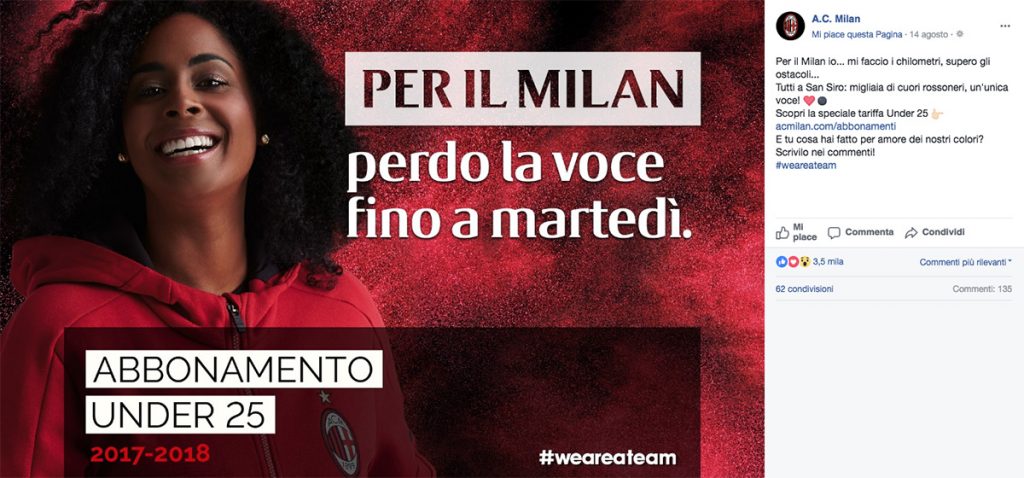 PER IL MILAN
perdo la voce
fino a martedì.
ABBONAMENTO
UNDER 25
2017-2018
#weareateam
A.C. Milan
Mi piace questa Pagina · 14 agosto ·
Per il Milan io... mi faccio i chilometri, supero gli
ostacoli...
Tutti a San Siro: migliaia di cuori rossoneri, un'unica
voce! ❤️⚫
Scopri la speciale tariffa Under 25 👉🏻
acmilan.com/abbonamenti
E tu cosa hai fatto per amore dei nostri colori?
Scrivilo nei commenti!
#weareateam
Mi
piace
Commenta
Condividi
3,5 mila
Commenti più rilevanti
62 condivisioni
Commenti: 135